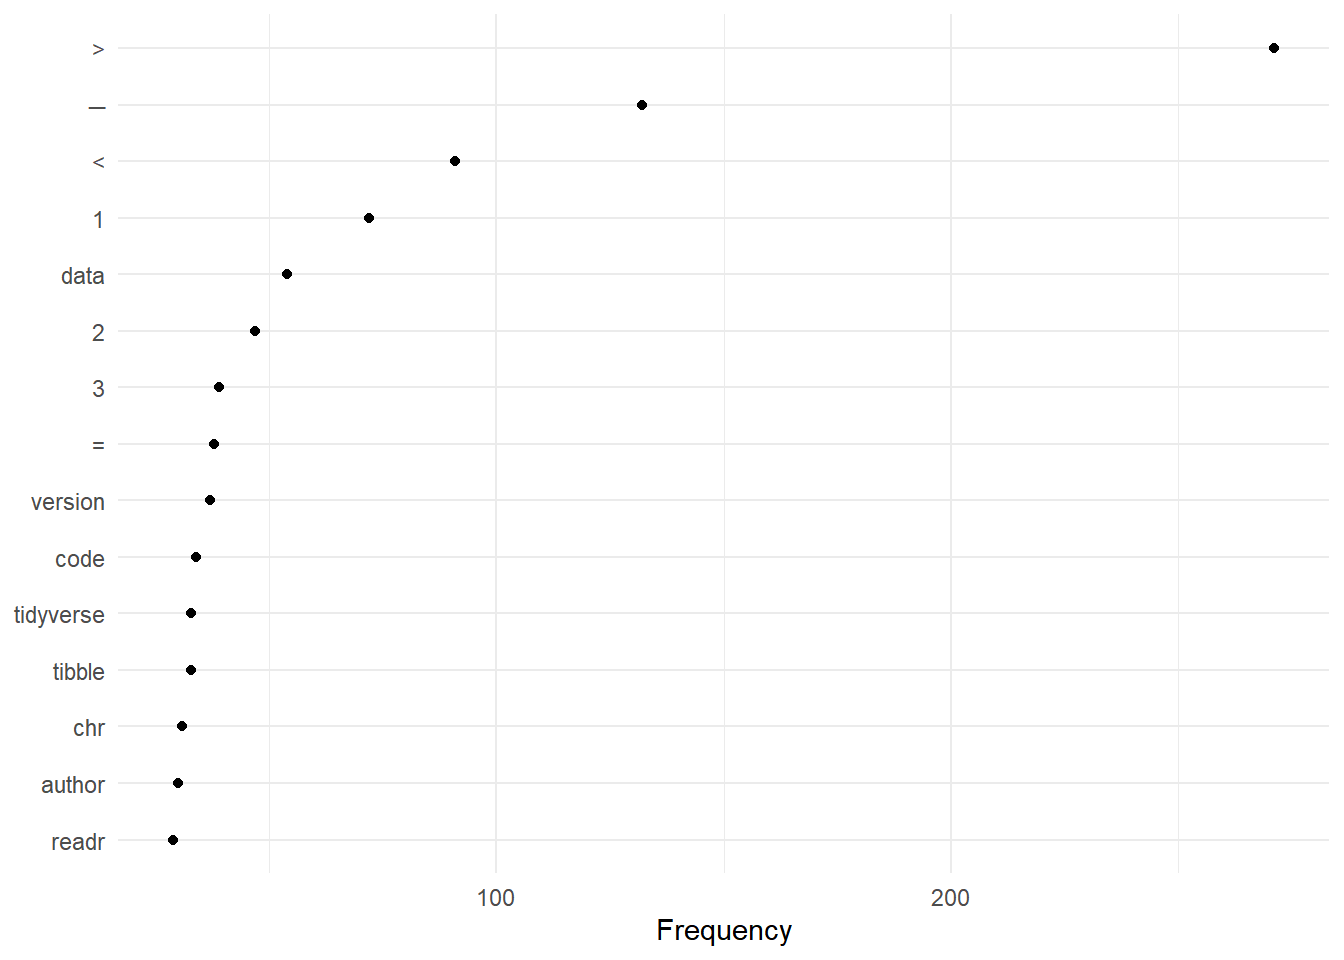 >
─
<
1
data
2
3
=
version
code
tidyverse
tibble
chr
author
readr
100 200
Frequency